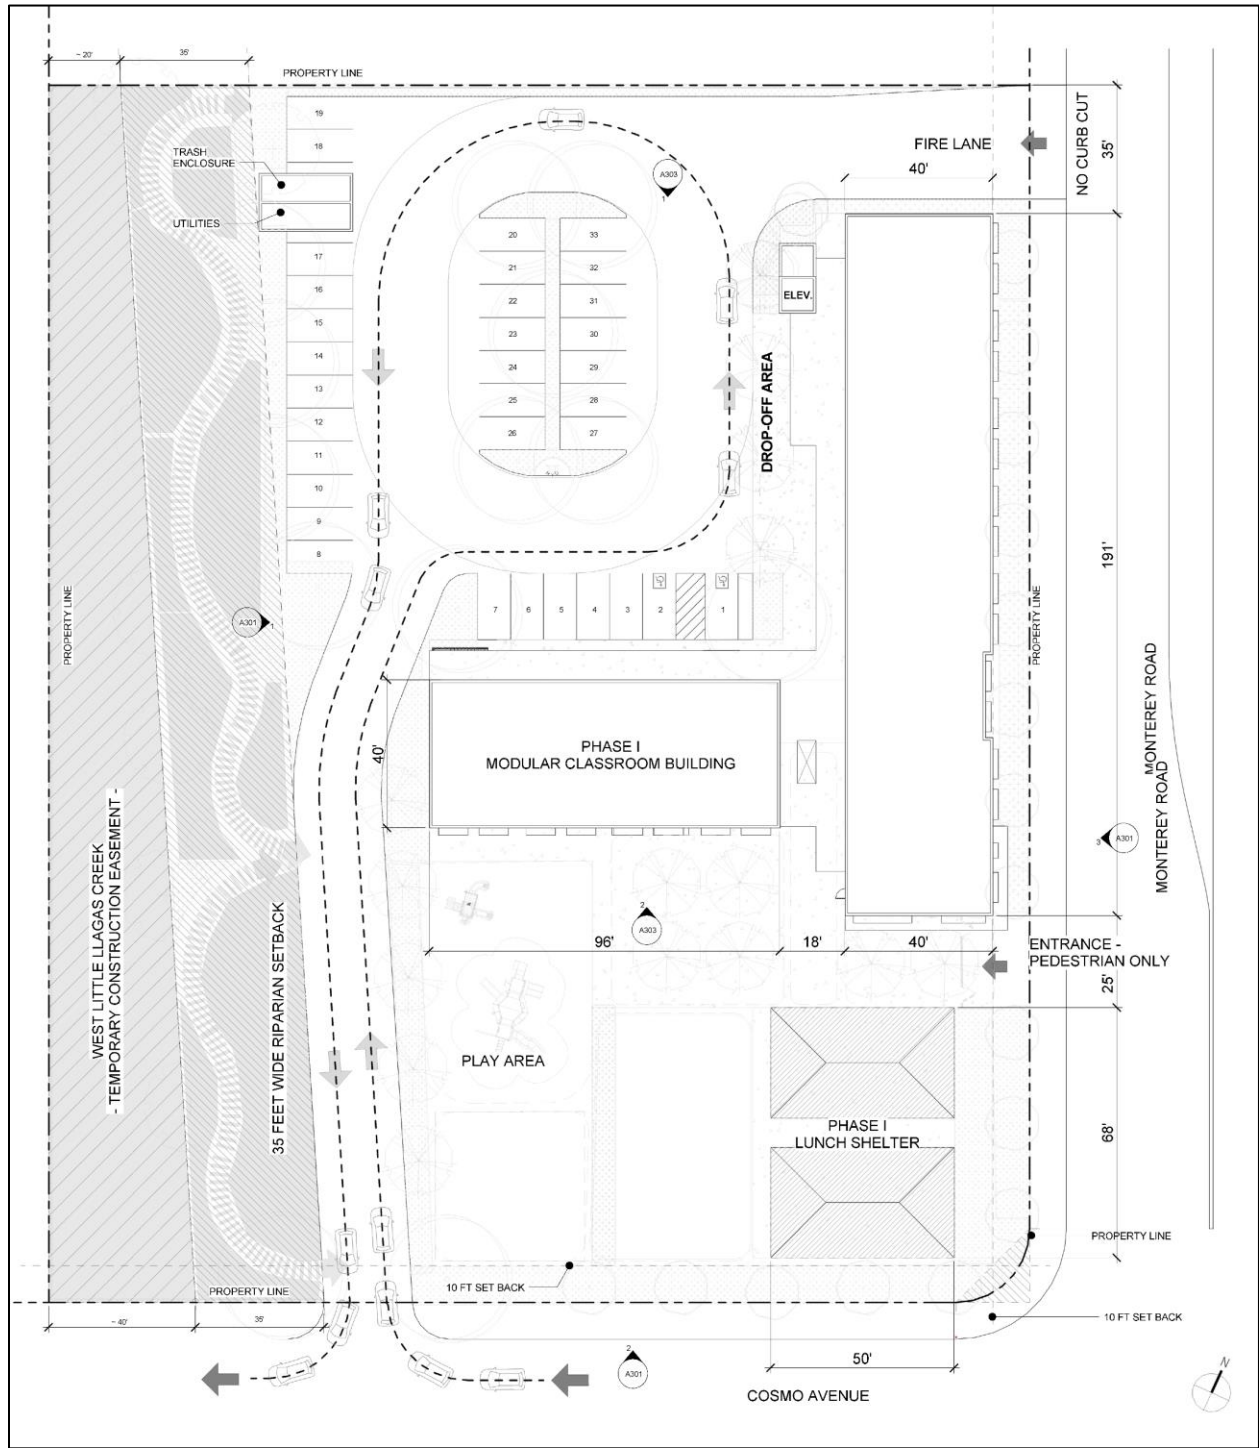 ~ 20'
35'
PROPERTY LINE
19
18
TRASH
ENCLOSURE
UTILITIES
17
16
15
14
13
12
11
10
9
8
20
21
22
23
24
25
26
33
32
31
30
29
28
27
A303
1
FIRE LANE
40'
NO CURB CUT
35'
ELEV.
DROP-OFF AREA
191'
7
6
5
4
3
2
1
A301
1
PROPERTY LINE
PROPERTY LINE
MONTEREY ROAD
MONTEREY ROAD
40'
PHASE I
MODULAR CLASSROOM BUILDING
3
A301
WEST LITTLE LLAGAS CREEK
- TEMPORARY CONSTRUCTION EASEMENT -
35 FEET WIDE RIPARIAN SETBACK
2
A303
96'
18'
40'
ENTRANCE -
PEDESTRIAN ONLY
25'
PLAY AREA
PHASE I
LUNCH SHELTER
68'
PROPERTY LINE
10 FT SET BACK
PROPERTY LINE
10 FT SET BACK
~ 40'
35'
2
A301
50'
COSMO AVENUE
N